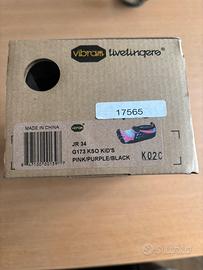 vibram fivefingers
17565
MADE IN CHINA
JR 34
G173 KSO KID'S
PINK/PURPLE/BLACK
K02C